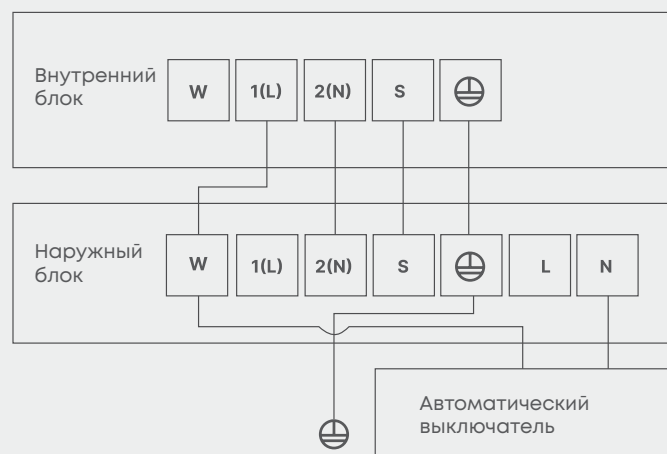 Внутренний
блок
W 1(L) 2(N) S
Наружный
блок
W 1(L) 2(N) S L N
Автоматический
выключатель